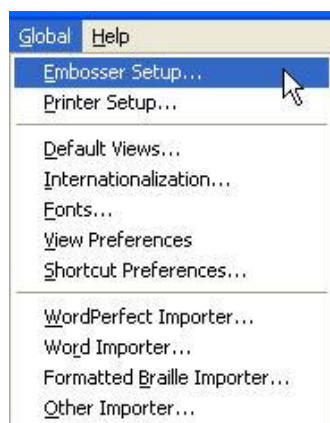 Global Help
Embosser Setup...
Printer Setup...
Default Views...
Internationalization...
Fonts...
View Preferences
Shortcut Preferences...
WordPerfect Importer...
Word Importer...
Formatted Braille Importer...
Other Importer...